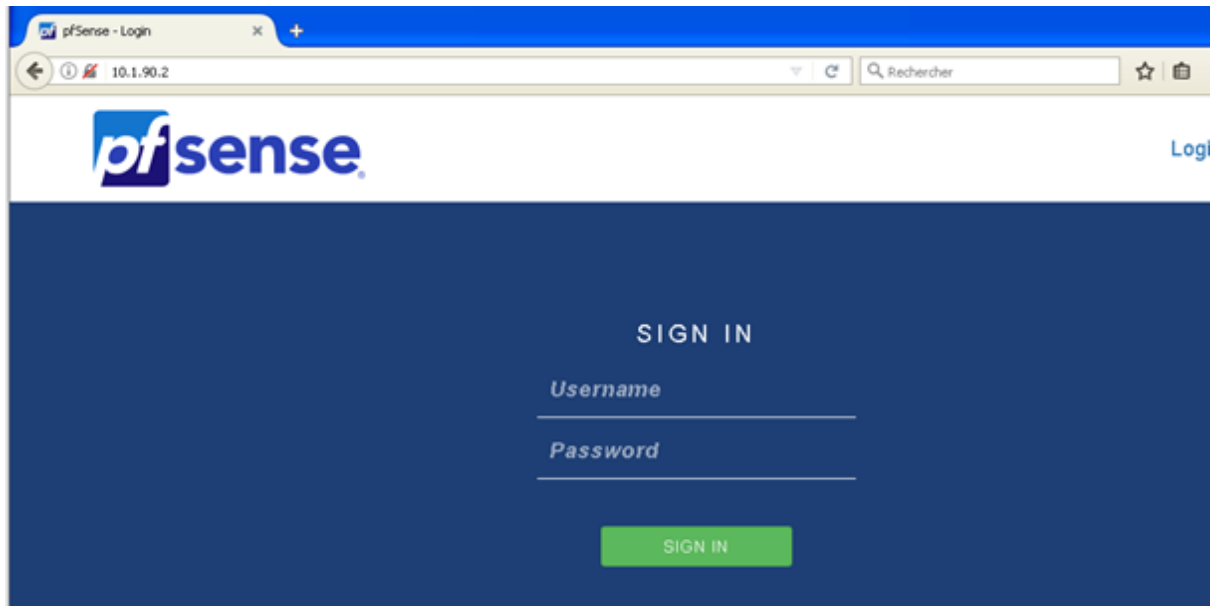 pfSense - Login
10.1.90.2 Rechercher
pfsense® Logi
SIGN IN
Username
Password
SIGN IN